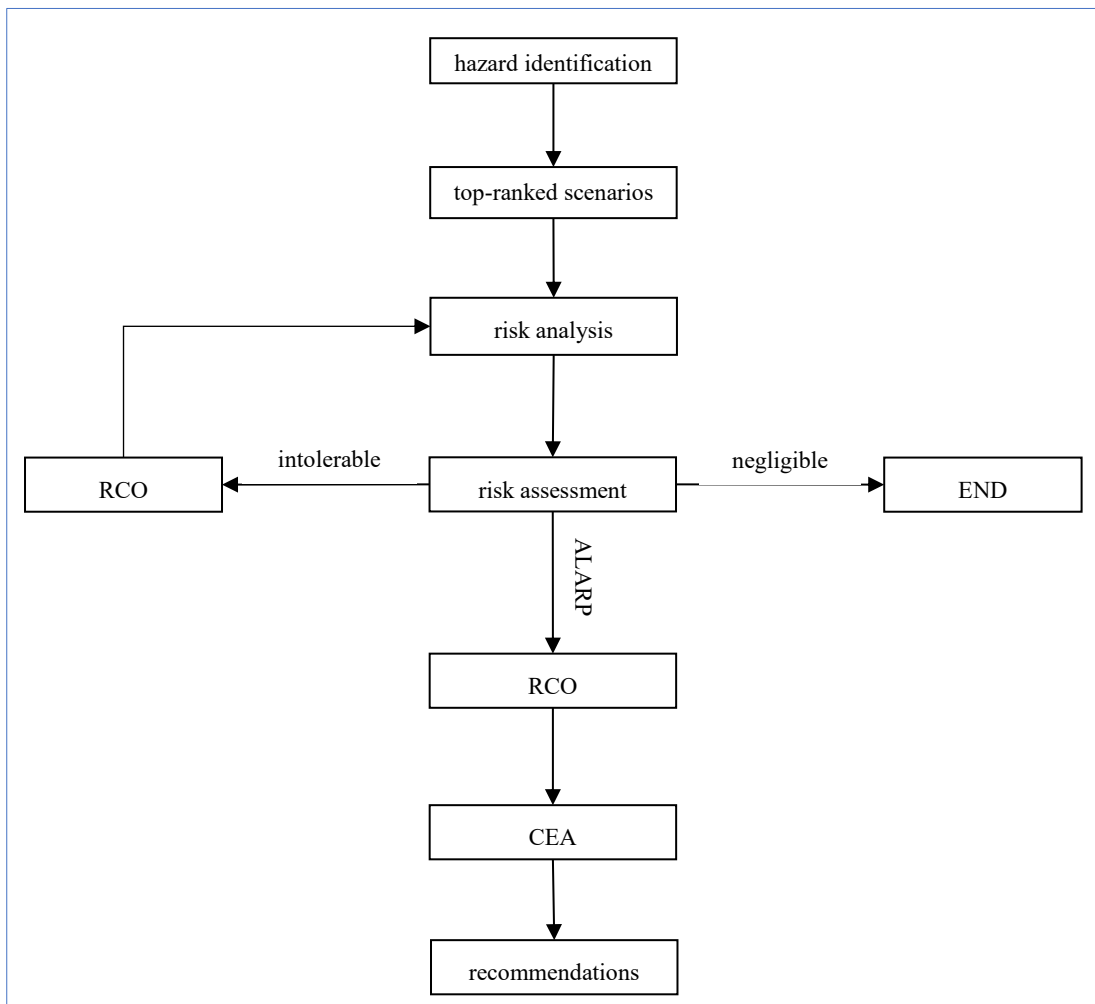 hazard identification
top-ranked scenarios
risk analysis
intolerable
negligible
RCO
risk assessment
END
ALARP
RCO
CEA
recommendations